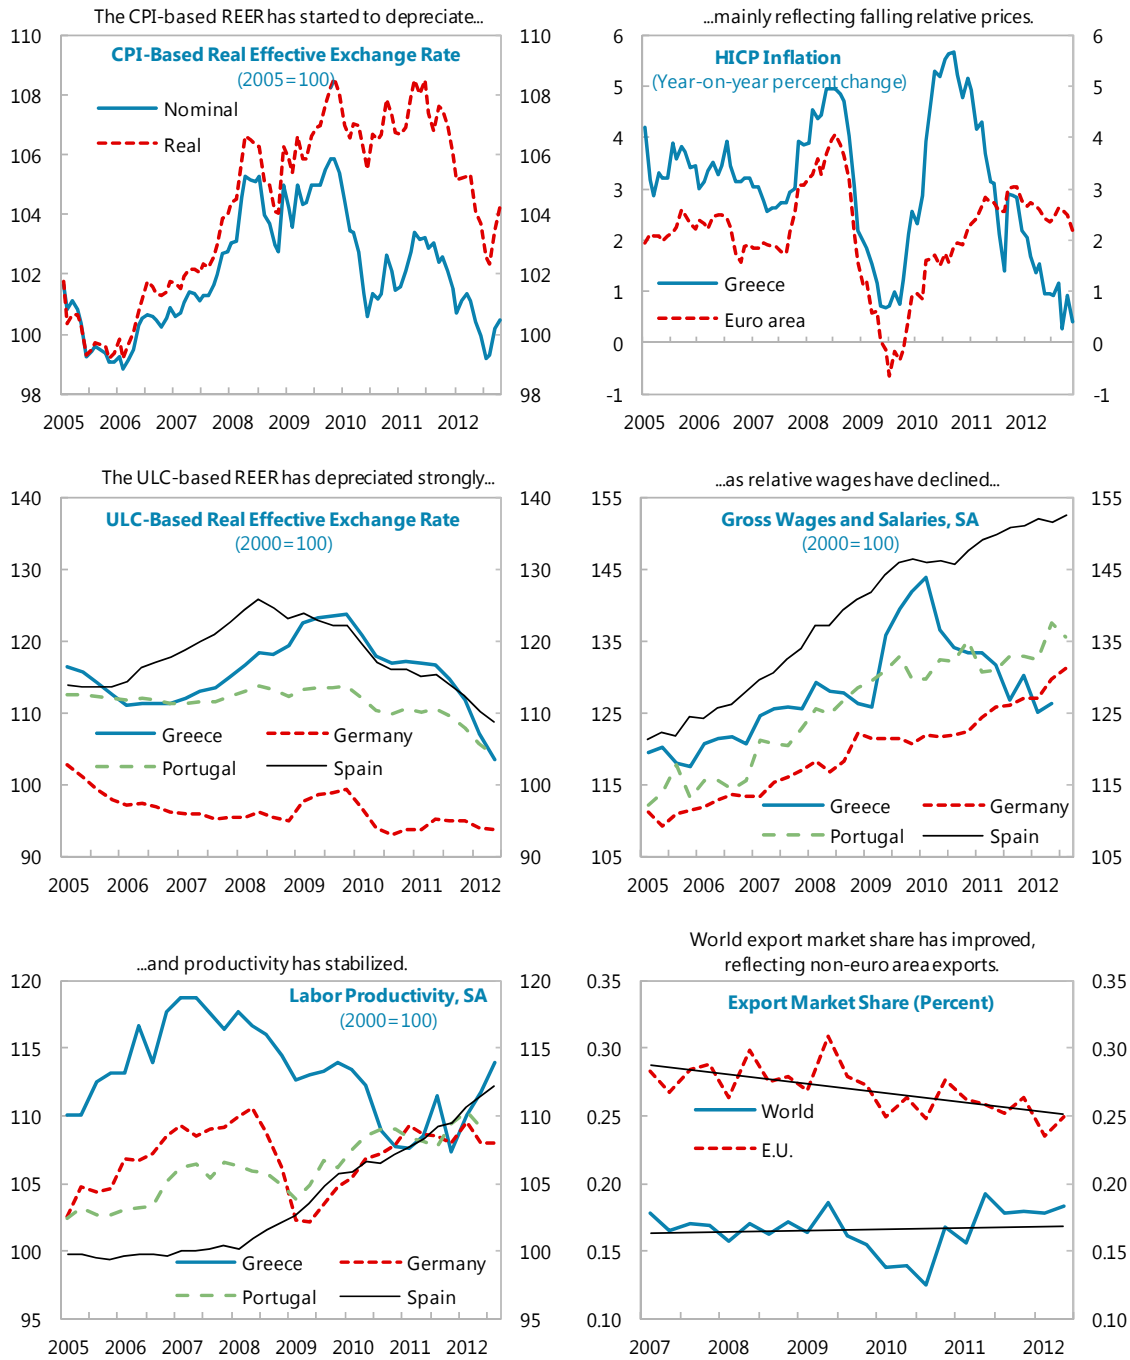 The CPI-based REER has started to depreciate...
CPI-Based Real Effective Exchange Rate
(2005=100)
Nominal
Real
110 110
108 108
106 106
104 104
102 102
100 100
98 98
2005 2006 2007 2008 2009 2010 2011 2012
...mainly reflecting falling relative prices.
HICP Inflation
(Year-on-year percent change)
Greece
Euro area
6 6
5 5
4 4
3 3
2 2
1 1
0 0
-1 -1
2005 2006 2007 2008 2009 2010 2011 2012
The ULC-based REER has depreciated strongly...
ULC-Based Real Effective Exchange Rate
(2000=100)
Greece Germany
Portugal Spain
140 140
130 130
120 120
110 110
100 100
90 90
2005 2006 2007 2008 2009 2010 2011 2012
...as relative wages have declined...
Gross Wages and Salaries, SA
(2000=100)
Greece Germany
Portugal Spain
155 155
145 145
135 135
125 125
115 115
105 105
2005 2006 2007 2008 2009 2010 2011 2012
...and productivity has stabilized.
Labor Productivity, SA
(2000=100)
Greece Germany
Portugal Spain
120 120
115 115
110 110
105 105
100 100
95 95
2005 2006 2007 2008 2009 2010 2011 2012
World export market share has improved,
reflecting non-euro area exports.
Export Market Share (Percent)
World
E.U.
0.35 0.35
0.30 0.30
0.25 0.25
0.20 0.20
0.15 0.15
0.10 0.10
2007 2008 2009 2010 2011 2012